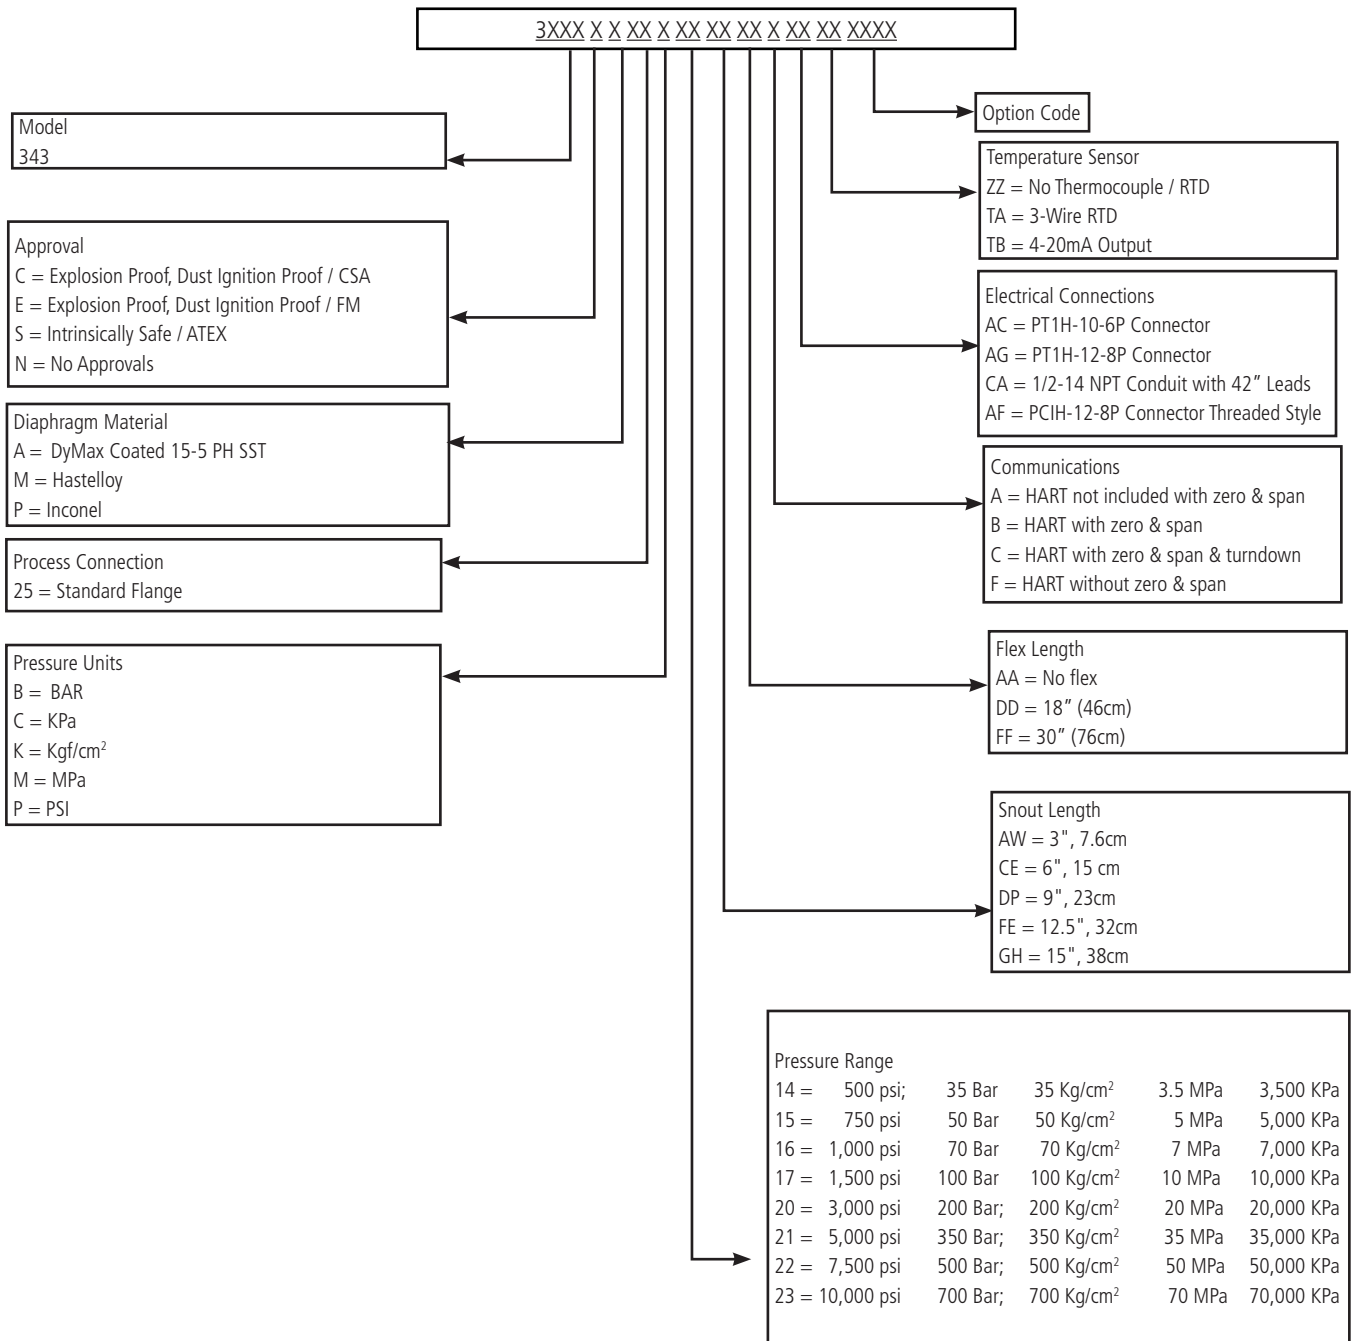 3XXX X X XX X XX XX XX X XX XX XXXX
Option Code
Model
343
Temperature Sensor
ZZ = No Thermocouple / RTD
TA = 3-Wire RTD
TB = 4-20mA Output
Approval
C = Explosion Proof, Dust Ignition Proof / CSA
E = Explosion Proof, Dust Ignition Proof / FM
S = Intrinsically Safe / ATEX
N = No Approvals
Electrical Connections
AC = PT1H-10-6P Connector
AG = PT1H-12-8P Connector
CA = 1/2-14 NPT Conduit with 42” Leads
AF = PCIH-12-8P Connector Threaded Style
Diaphragm Material
A = DyMax Coated 15-5 PH SST
M = Hastelloy
P = Inconel
Communications
A = HART not included with zero & span
B = HART with zero & span
C = HART with zero & span & turndown
F = HART without zero & span
Process Connection
25 = Standard Flange
Pressure Units
B = BAR
C = KPa
K = Kgf/cm²
M = MPa
P = PSI
Flex Length
AA = No flex
DD = 18” (46cm)
FF = 30” (76cm)
Snout Length
AW = 3", 7.6cm
CE = 6", 15 cm
DP = 9", 23cm
FE = 12.5", 32cm
GH = 15", 38cm
Pressure Range
14 = 500 psi; 35 Bar 35 Kg/cm² 3.5 MPa 3,500 KPa
15 = 750 psi 50 Bar 50 Kg/cm² 5 MPa 5,000 KPa
16 = 1,000 psi 70 Bar 70 Kg/cm² 7 MPa 7,000 KPa
17 = 1,500 psi 100 Bar 100 Kg/cm² 10 MPa 10,000 KPa
20 = 3,000 psi 200 Bar; 200 Kg/cm² 20 MPa 20,000 KPa
21 = 5,000 psi 350 Bar; 350 Kg/cm² 35 MPa 35,000 KPa
22 = 7,500 psi 500 Bar; 500 Kg/cm² 50 MPa 50,000 KPa
23 = 10,000 psi 700 Bar; 700 Kg/cm² 70 MPa 70,000 KPa